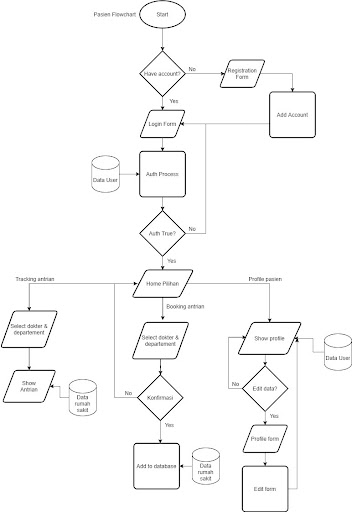 Pasien Flowchart
Start
Have account?
No
Registration
Form
Yes
Add Account
Login Form
Data User
Auth Process
Auth True?
No
Yes
Tracking antrian
Home Pilihan
Profile pasien
Booking antrian
Select dokter &
departement
Select dokter &
departement
Show profile
Data User
Show
Antrian
Data
rumah
sakit
No
Konfirmasi
No
Edit data?
Yes
Yes
Profile form
Add to database
Data
rumah
sakit
Edit form